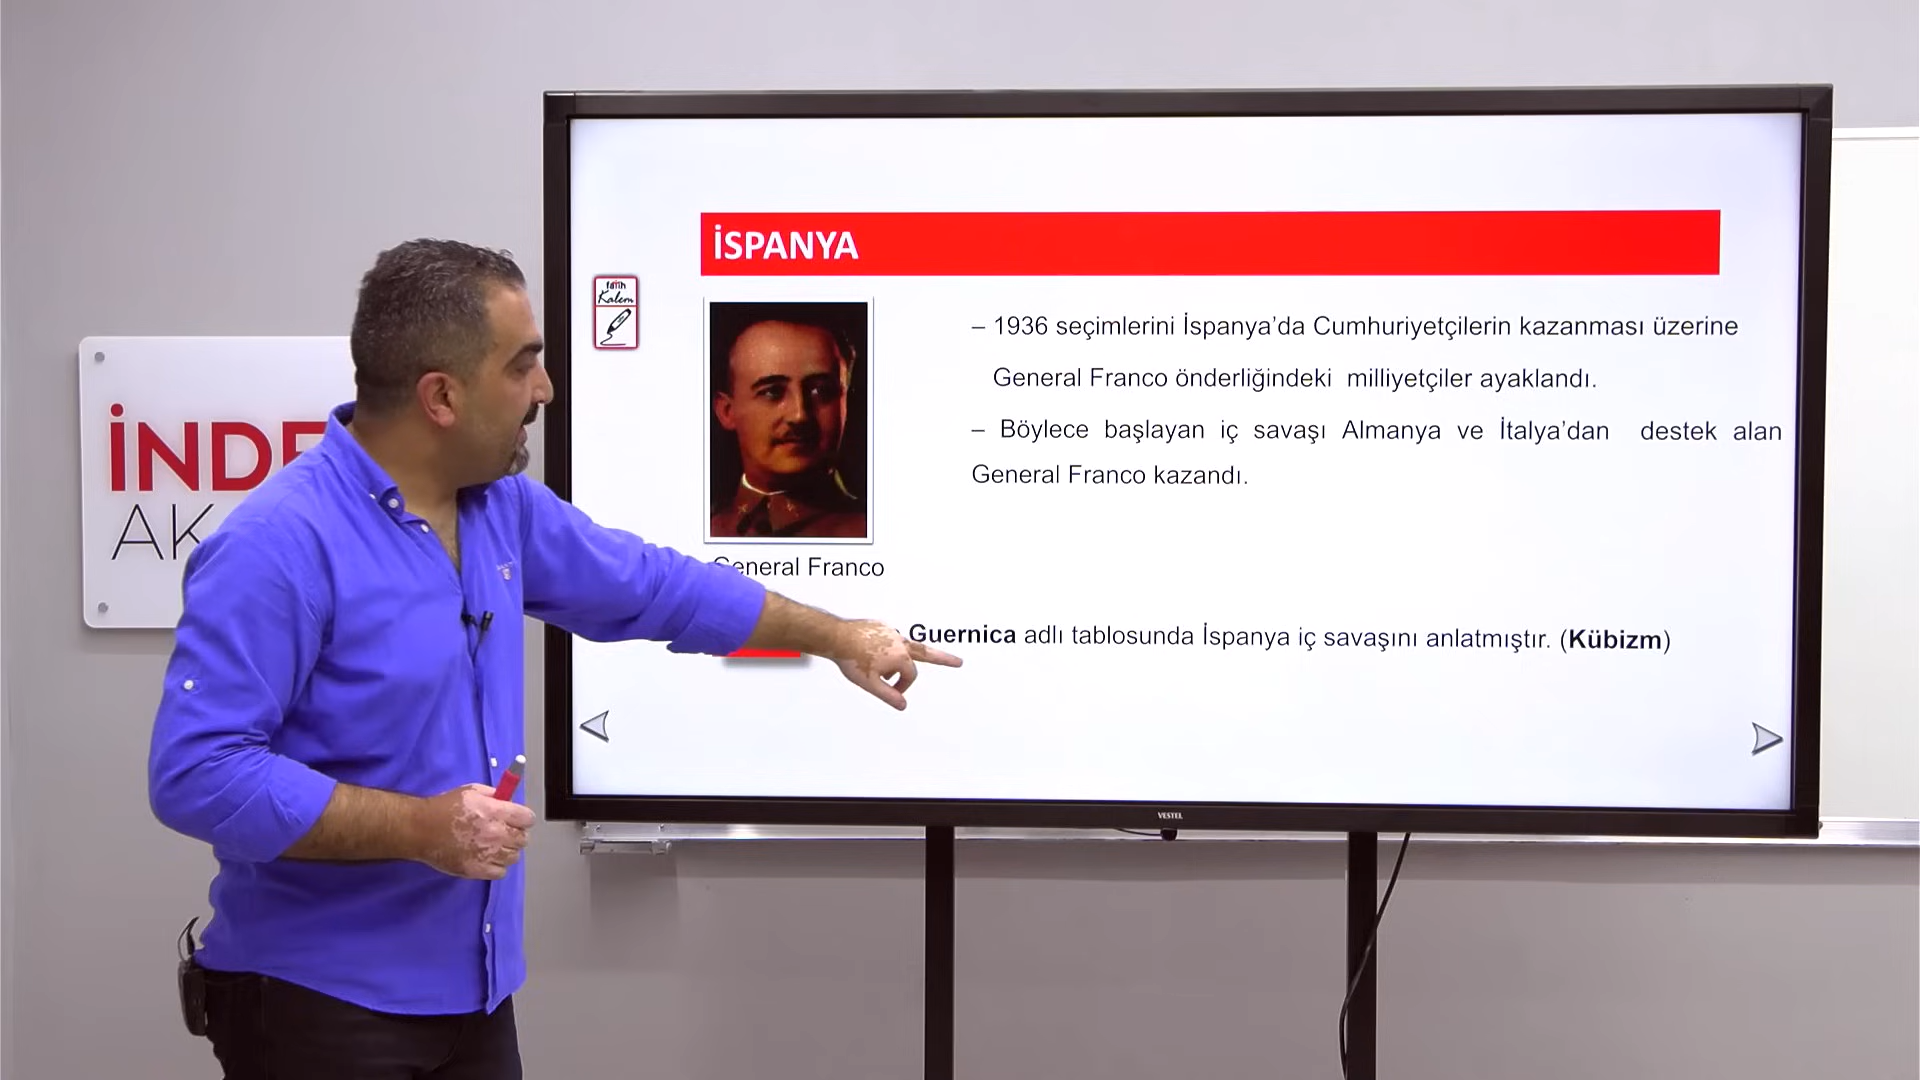 İSPANYA
fatih
Kalem
– 1936 seçimlerini İspanya’da Cumhuriyetçilerin kazanması üzerine
General Franco önderliğindeki milliyetçiler ayaklandı.
– Böylece başlayan iç savaşı Almanya ve İtalya’dan destek alan
General Franco kazandı.
General Franco
Guernica adlı tablosunda İspanya iç savaşını anlatmıştır. (Kübizm)
İNDE
AK
VESTEL